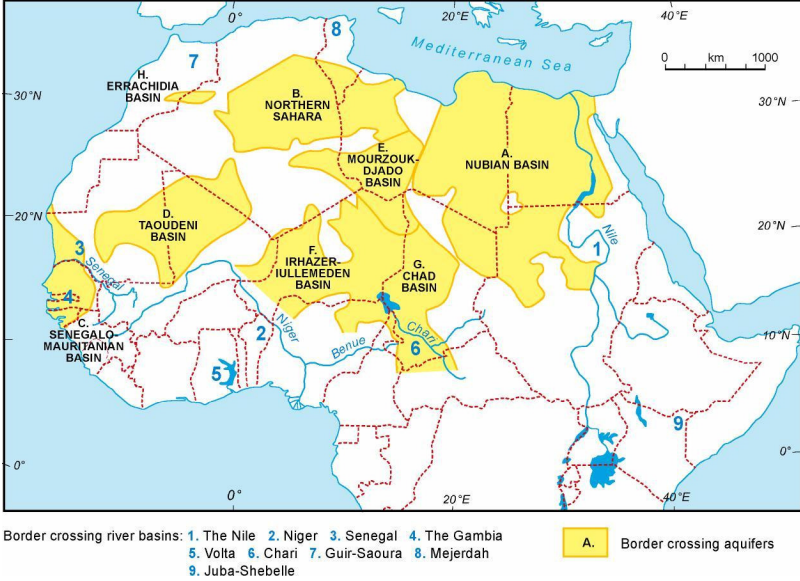 0°
20°E
40°E
8
7
Mediterranean Sea
0 km 1000
H.
ERRACHIDIA
BASIN
B.
NORTHERN
SAHARA
30°N
30°N
E.
MOURZOUK-
DJADO
BASIN
A.
NUBIAN BASIN
D.
TAOUDENI
BASIN
20°N
20°N
3
Senegal
F.
IRHAZER-
IULLEMEDEN
BASIN
G.
CHAD
BASIN
Nile
1
4
C.
SENEGALO-
MAURITANIAN
BASIN
2
Niger
Benue
Chari
6
10°N
10°N
5
9
0°
0°
0°
20°E
40°E
Border crossing river basins: 1. The Nile 2. Niger 3. Senegal 4. The Gambia
5. Volta 6. Chari 7. Guir-Saoura 8. Mejerdah
9. Juba-Shebelle
A. Border crossing aquifers